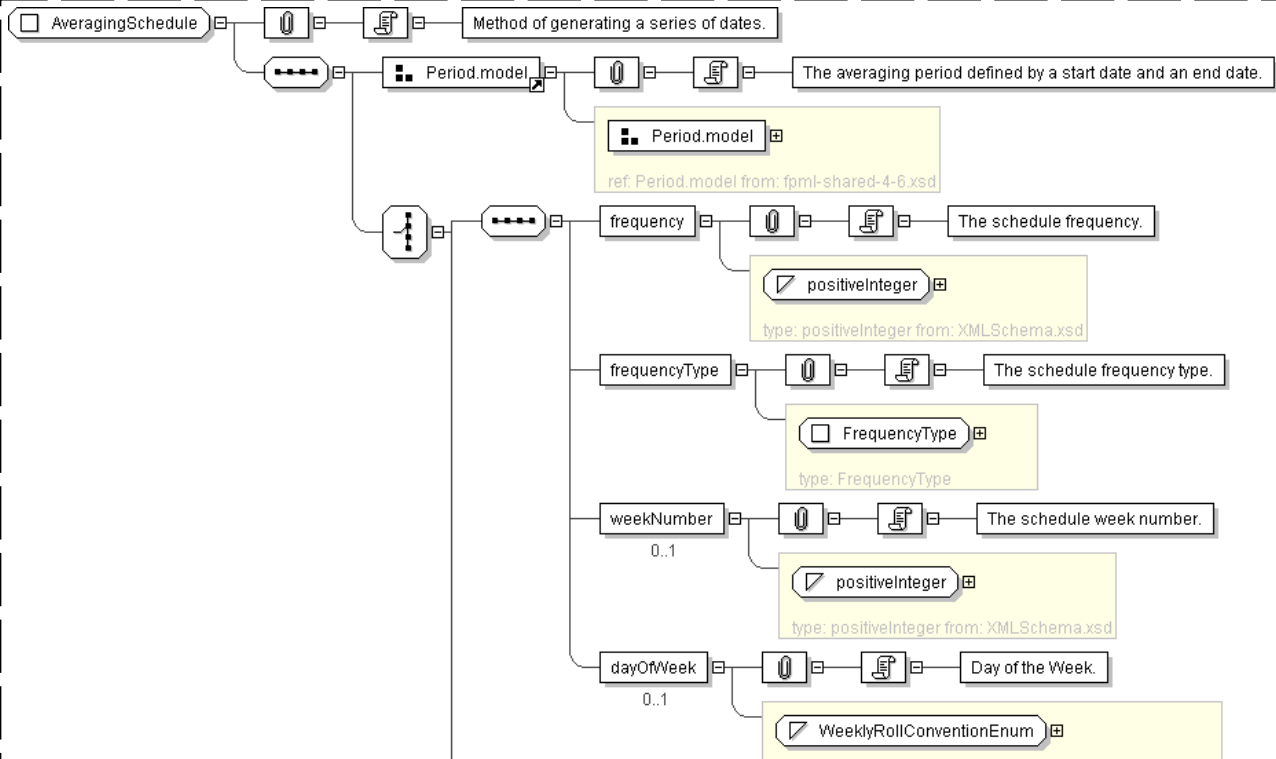 AveragingSchedule
Method of generating a series of dates.
Period.model
The averaging period defined by a start date and an end date.
Period.model
ref: Period.model from: fpml-shared-4-6.xsd
frequency
The schedule frequency.
positiveInteger
type: positiveInteger from: XMLSchema.xsd
frequencyType
The schedule frequency type.
FrequencyType
type: FrequencyType
weekNumber
The schedule week number.
0..1
positiveInteger
type: positiveInteger from: XMLSchema.xsd
dayOfWeek
Day of the Week.
0..1
WeeklyRollConventionEnum